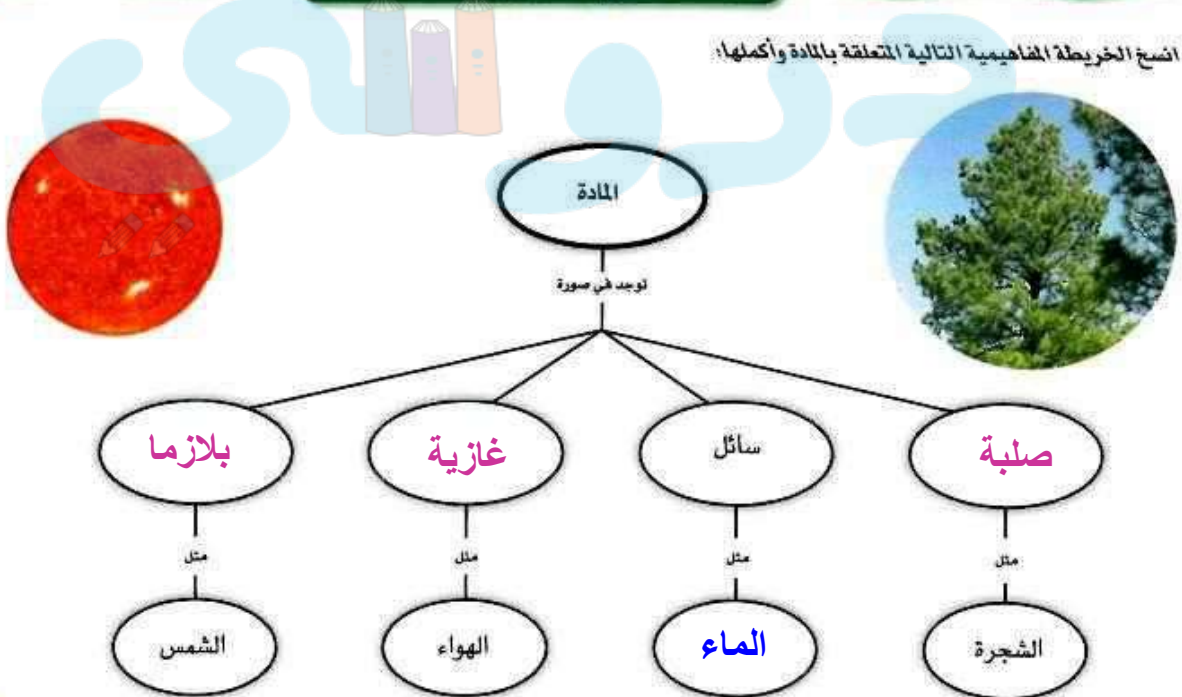 دروسي
انسخ الخريطة المفاهيمية التالية المتعلقة بالمادة وأكملها:
المادة
توجد في صورة
صلبة سائل غازية بلازما
مثل مثل مثل مثل
الشجرة الماء الهواء الشمس